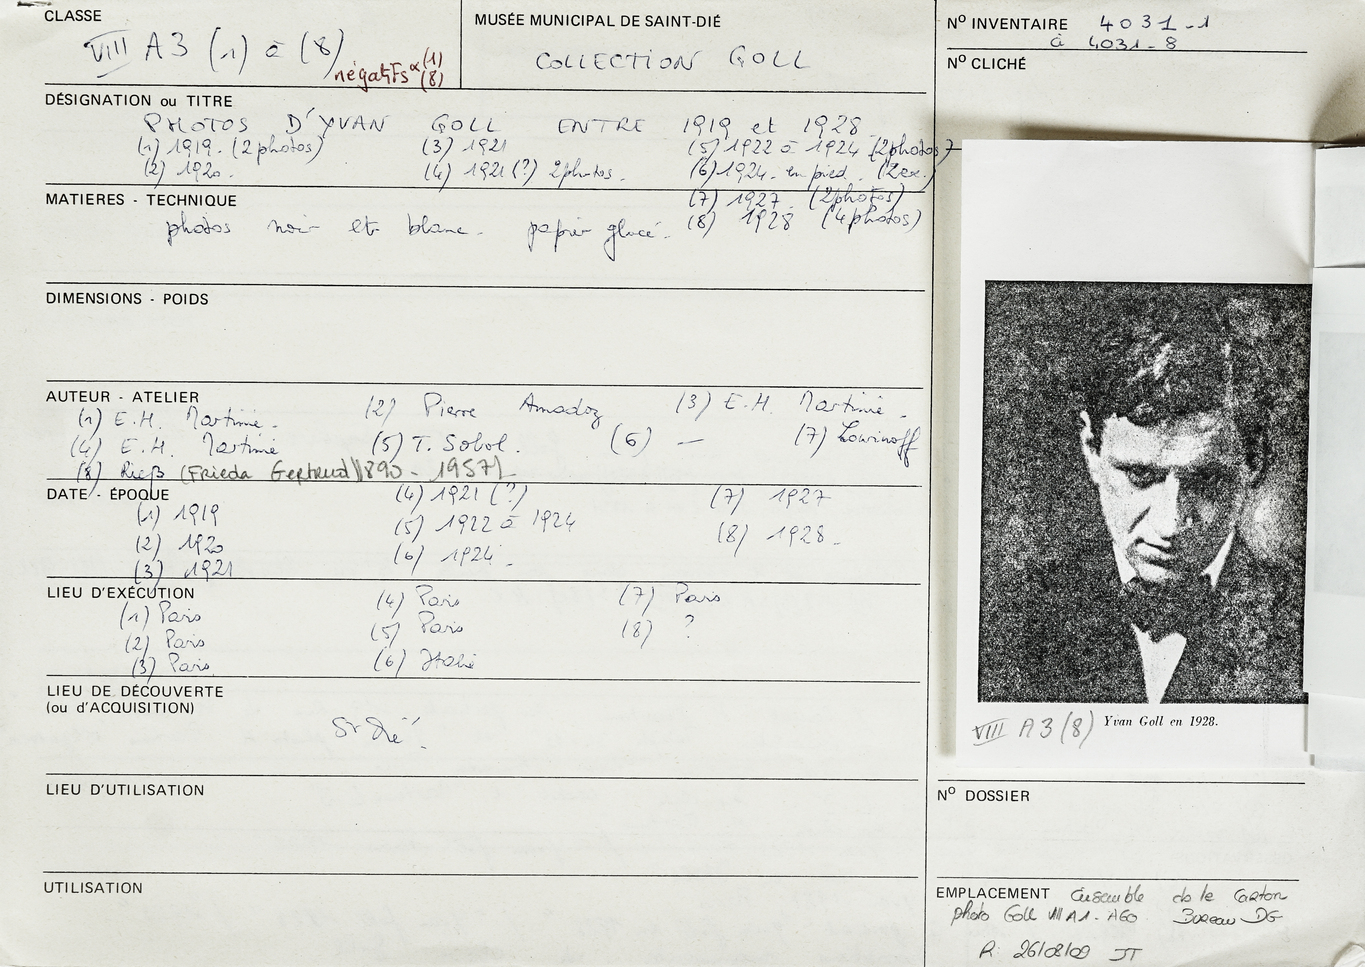 CLASSE
VIII A3 (1) à (8)
négatifs (1)
(8)
MUSÉE MUNICIPAL DE SAINT-DIÉ
COLLECTION GOLL
N° INVENTAIRE 4031-1
à 4031-8
N° CLICHÉ
DÉSIGNATION ou TITRE
PHOTOS D'YVAN GOLL ENTRE 1919 et 1928
(1) 1919. (2 photos) (3) 1921 (5) 1922 à 1924 (2 photos)
(2) 1920. (4) 1921 (?) 2 photos. (6) 1924. en pied. (2 ex.)
(7) 1927. (2 photos)
(8) 1928 (4 photos)
MATIERES - TECHNIQUE
photos noir et blanc. papier glacé.
DIMENSIONS - POIDS
AUTEUR - ATELIER
(1) E.H. Martinie. (2) Pierre Amadoz (3) E.H. Martinie.
(4) E.H. Martinie (5) T. Sobol. (6) — (7) Lowinoff
(8) Rieß (Frieda Gertrud) 1890 - 1957)
DATE - ÉPOQUE
(1) 1919 (4) 1921 (?) (7) 1927
(2) 1920 (5) 1922 à 1924 (8) 1928.
(3) 1921 (6) 1924.
LIEU D'EXÉCUTION
(1) Paris (4) Paris (7) Paris
(2) Paris (5) Paris (8) ?
(3) Paris (6) Italie
LIEU DE DÉCOUVERTE
(ou d'ACQUISITION)
St Dié.
LIEU D'UTILISATION
UTILISATION
VIII A3 (8) Yvan Goll en 1928.
N° DOSSIER
EMPLACEMENT Ensemble ds le Carton
photo Goll VIII A1 - A60 Bureau DG
R. 26/08/09 JT